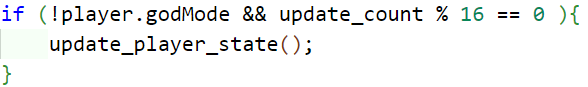 if (!player.godMode && update_count % 16 == 0 ){
    update_player_state();
}